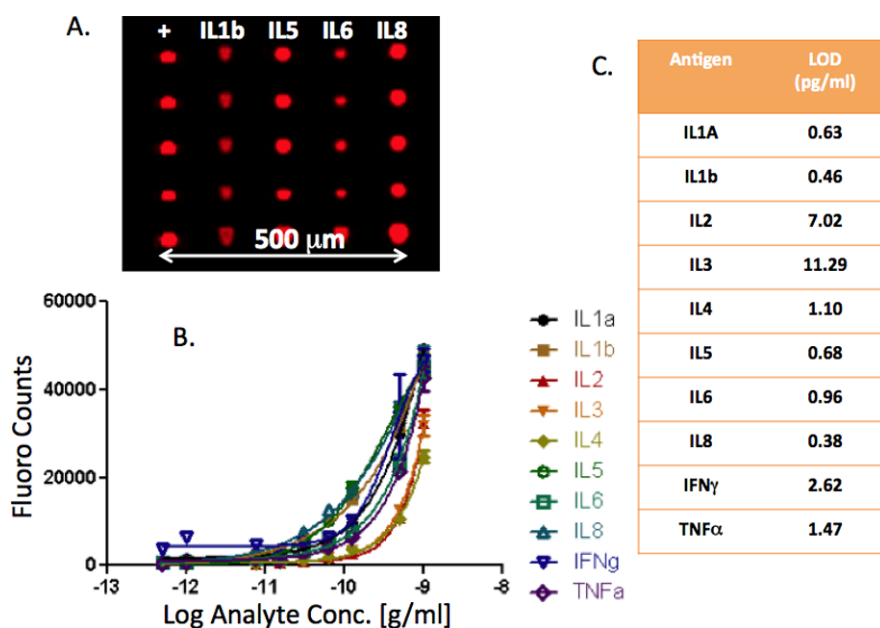 A.
+ IL1b IL5 IL6 IL8
500 µm
B.
60000
40000
20000
0
Fluoro Counts
-13 -12 -11 -10 -9 -8
Log Analyte Conc. [g/ml]
IL1a
IL1b
IL2
IL3
IL4
IL5
IL6
IL8
IFNg
TNFa
C.
Antigen LOD
(pg/ml)
IL1A 0.63
IL1b 0.46
IL2 7.02
IL3 11.29
IL4 1.10
IL5 0.68
IL6 0.96
IL8 0.38
IFNγ 2.62
TNFα 1.47